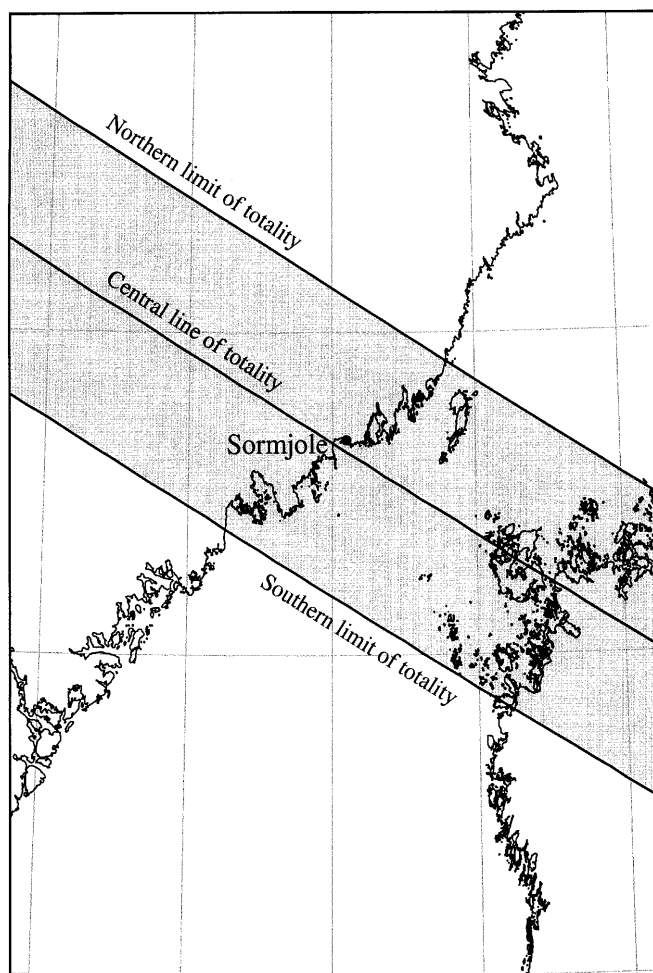 Northern limit of totality
Central line of totality
Sormjole
Southern limit of totality